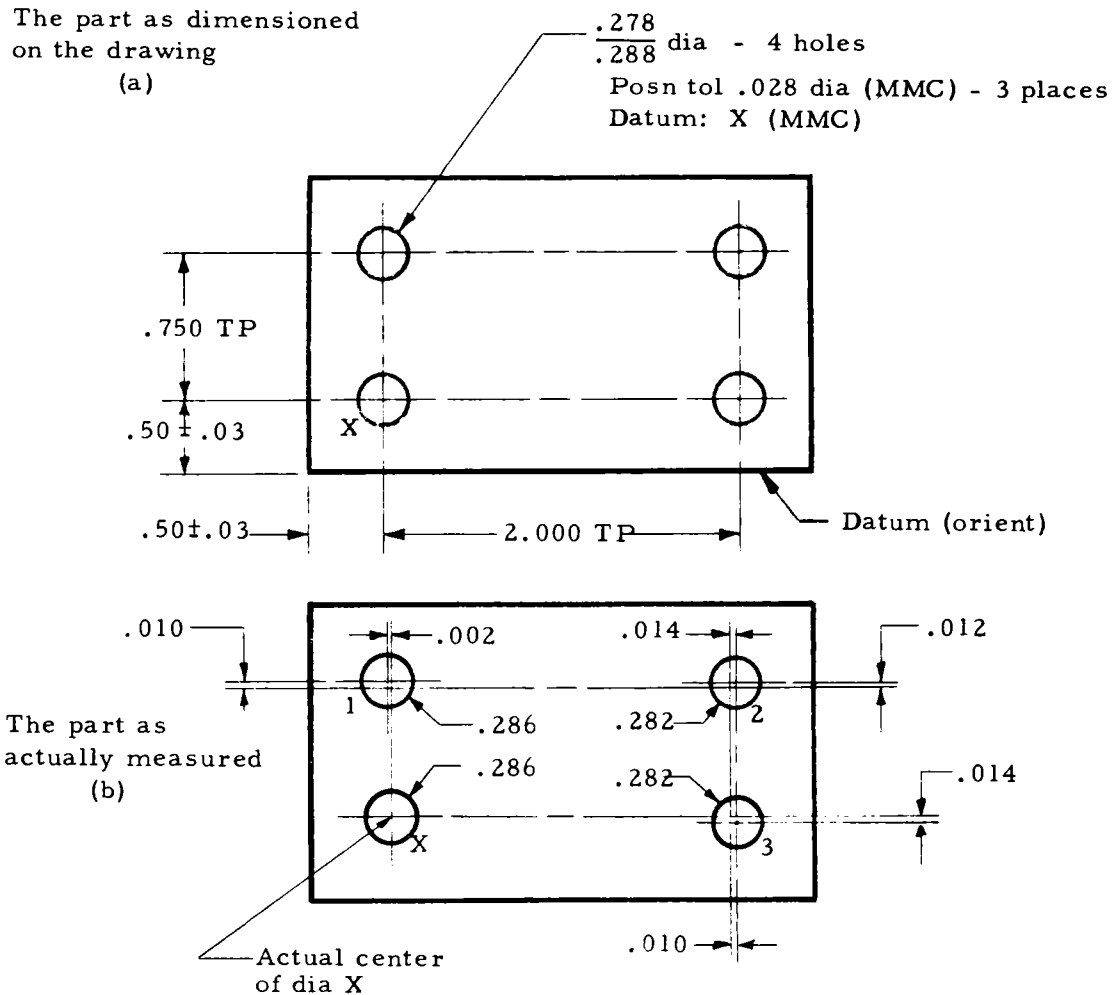 The part as dimensioned
on the drawing
(a)
.278
.288 dia - 4 holes
Posn tol .028 dia (MMC) - 3 places
Datum: X (MMC)
.750 TP
X
.50 ± .03
.50±.03
2.000 TP
Datum (orient)
.010
.002
.014
.012
1
.286
.282
2
The part as
actually measured
(b)
.286
.282
.014
X
3
.010
Actual center
of dia X